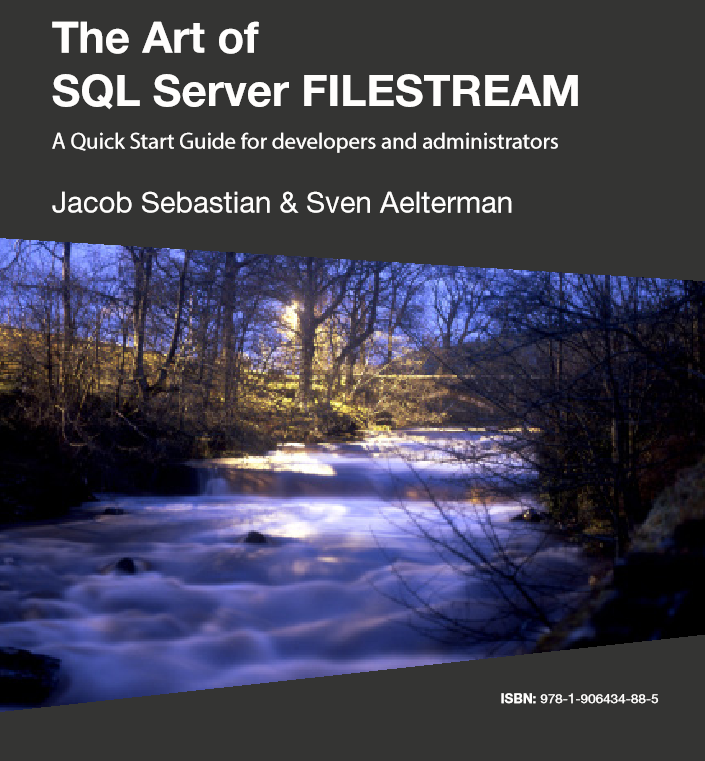 The Art of
SQL Server FILESTREAM
A Quick Start Guide for developers and administrators
Jacob Sebastian & Sven Aelterman
ISBN: 978-1-906434-88-5